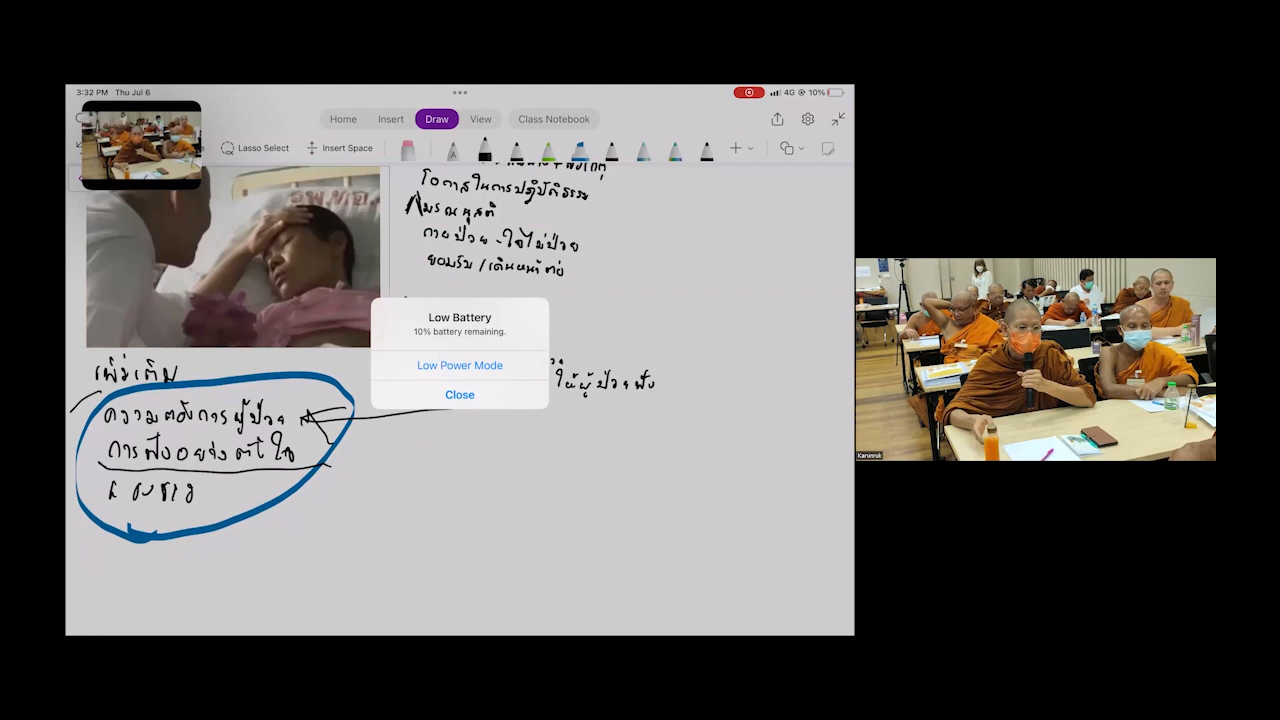 3:32 PM Thu Jul 6
4G 10%
Home Insert Draw View Class Notebook
Lasso Select Insert Space
โอกาสในการปฏิบัติธรรม
มรณานุสติ
กายป่วย - ใจไม่ป่วย
ยอมรับ / เดินหน้าต่อ
Low Battery
10% battery remaining.
Low Power Mode
Close
ให้ผู้ป่วยฟัง
เพิ่มเติม
ความต้องการผู้ป่วย
การฟังอย่างตั้งใจ
Karunruk